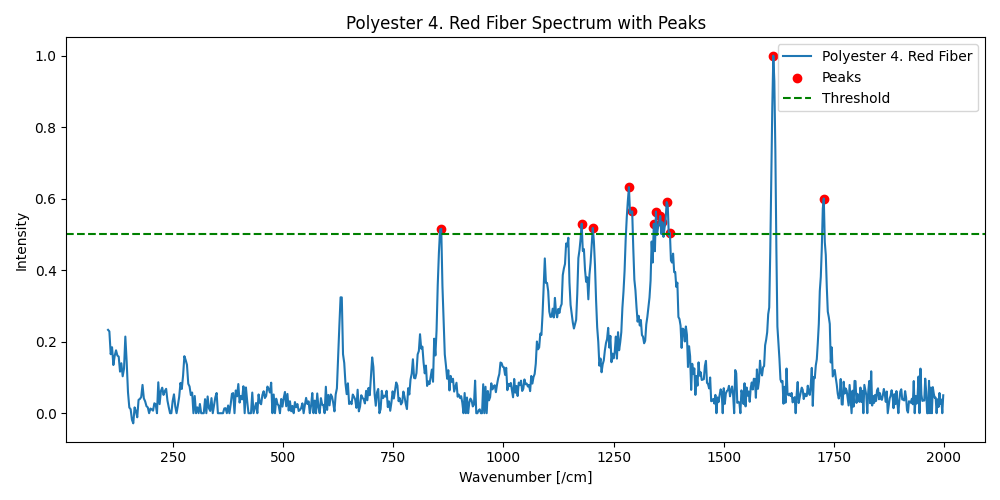 Polyester 4. Red Fiber Spectrum with Peaks
Polyester 4. Red Fiber
Peaks
Threshold
Intensity
1.0
0.8
0.6
0.4
0.2
0.0
250 500 750 1000 1250 1500 1750 2000
Wavenumber [/cm]